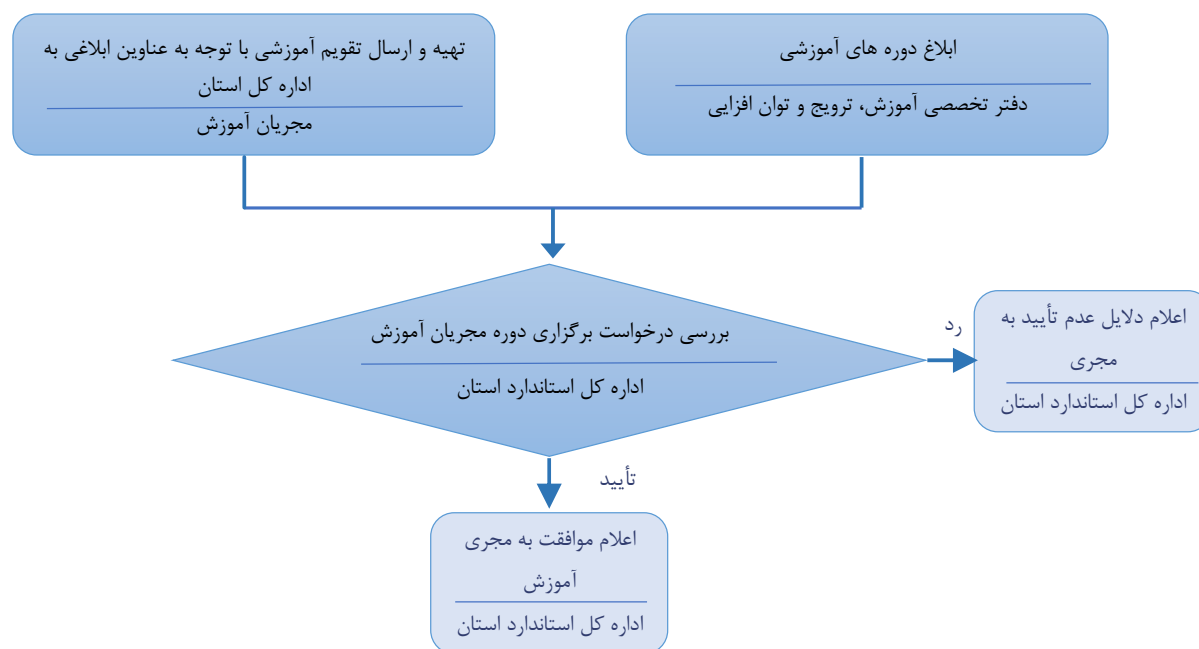 ابلاغ دوره های آموزشی
دفتر تخصصی آموزش، ترویج و توان افزایی
تهیه و ارسال تقویم آموزشی با توجه به عناوین ابلاغی به
اداره کل استان
مجریان آموزش
بررسی درخواست برگزاری دوره مجریان آموزش
اداره کل استاندارد استان
رد
اعلام دلایل عدم تأیید به
مجری
اداره کل استاندارد استان
تأیید
اعلام موافقت به مجری
آموزش
اداره کل استاندارد استان